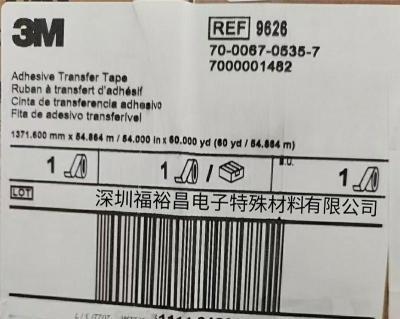 3M
REF 9626
70-0067-0535-7
7000001482
Adhesive Transfer Tape
Ruban à transfert d'adhésif
Cinta de transferencia adhesivo
Fita de adesivo transferível
1371.600 mm x 54.864 m / 54.000 in x 60.000 yd (60 yd / 54.864 m)
1
1 /
1
LOT
深圳福裕昌电子特殊材料有限公司